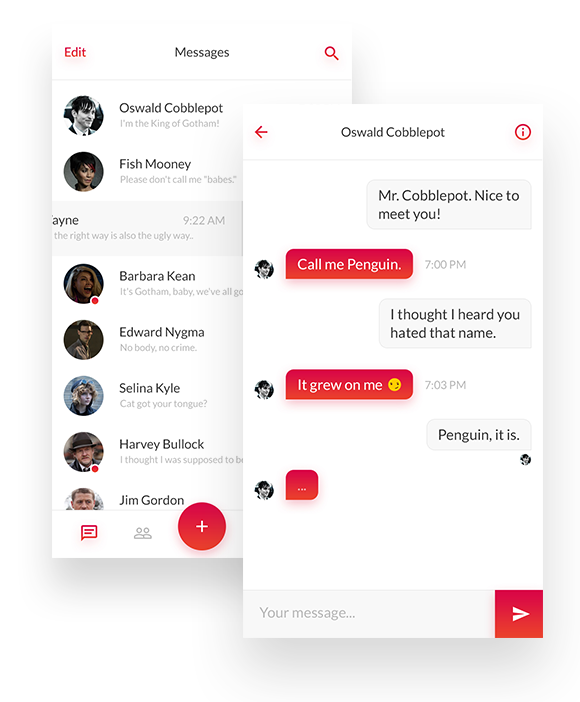 Edit
Messages
Oswald Cobblepot
I'm the King of Gotham!
Fish Mooney
Please don't call me "babes."
ayne
9:22 AM
the right way is also the ugly way..
Barbara Kean
It's Gotham, baby, we've all go
Edward Nygma
No body, no crime.
Selina Kyle
Cat got your tongue?
Harvey Bullock
I thought I was supposed to be
Jim Gordon
Oswald Cobblepot
Mr. Cobblepot. Nice to
meet you!
Call me Penguin.
7:00 PM
I thought I heard you
hated that name.
It grew on me 😏
7:03 PM
Penguin, it is.
...
Your message...